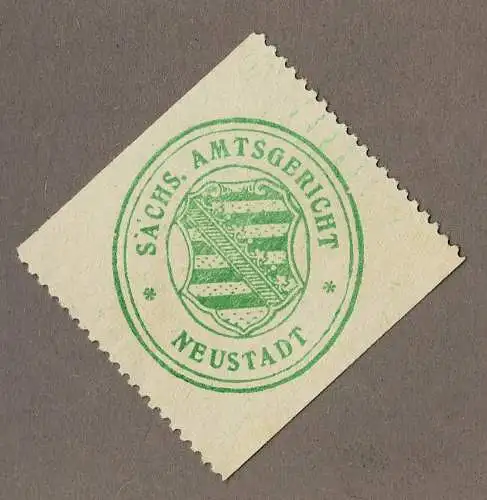 SÄCHS. AMTSGERICHT
* NEUSTADT *